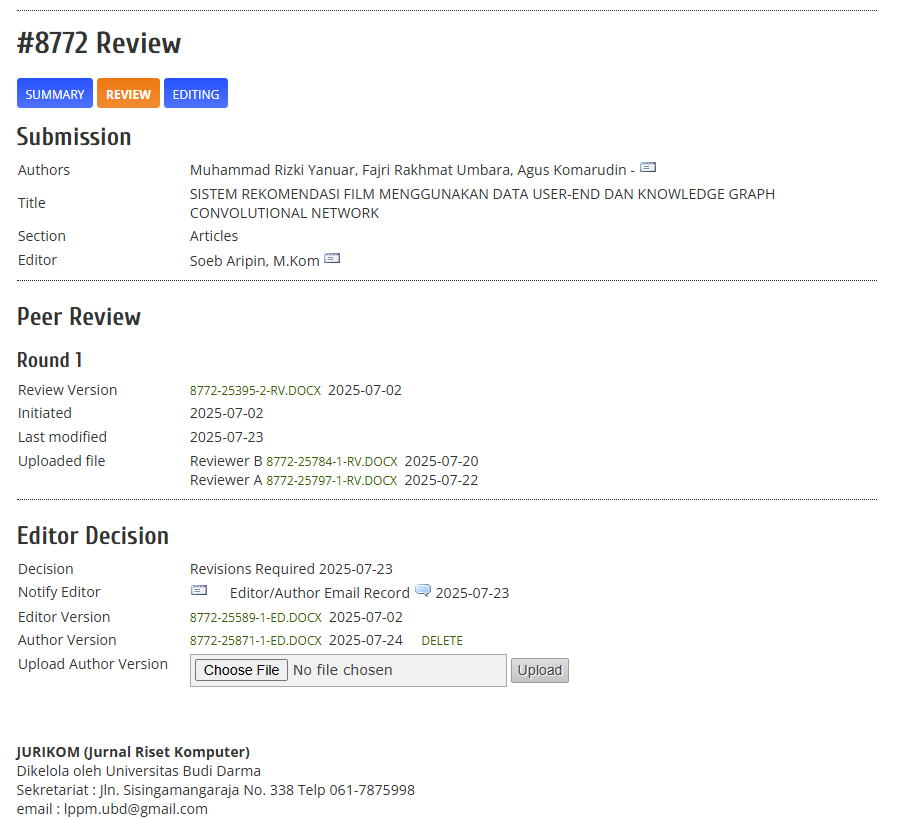 #8772 Review
SUMMARY REVIEW EDITING
Submission
Authors Muhammad Rizki Yanuar, Fajri Rakhmat Umbara, Agus Komarudin -
Title SISTEM REKOMENDASI FILM MENGGUNAKAN DATA USER-END DAN KNOWLEDGE GRAPH
CONVOLUTIONAL NETWORK
Section Articles
Editor Soeb Aripin, M.Kom
Peer Review
Round 1
Review Version 8772-25395-2-RV.DOCX 2025-07-02
Initiated 2025-07-02
Last modified 2025-07-23
Uploaded file Reviewer B 8772-25784-1-RV.DOCX 2025-07-20
Reviewer A 8772-25797-1-RV.DOCX 2025-07-22
Editor Decision
Decision Revisions Required 2025-07-23
Notify Editor Editor/Author Email Record 2025-07-23
Editor Version 8772-25589-1-ED.DOCX 2025-07-02
Author Version 8772-25871-1-ED.DOCX 2025-07-24 DELETE
Upload Author Version Choose File No file chosen Upload
JURIKOM (Jurnal Riset Komputer)
Dikelola oleh Universitas Budi Darma
Sekretariat : Jln. Sisingamangaraja No. 338 Telp 061-7875998
email : lppm.ubd@gmail.com